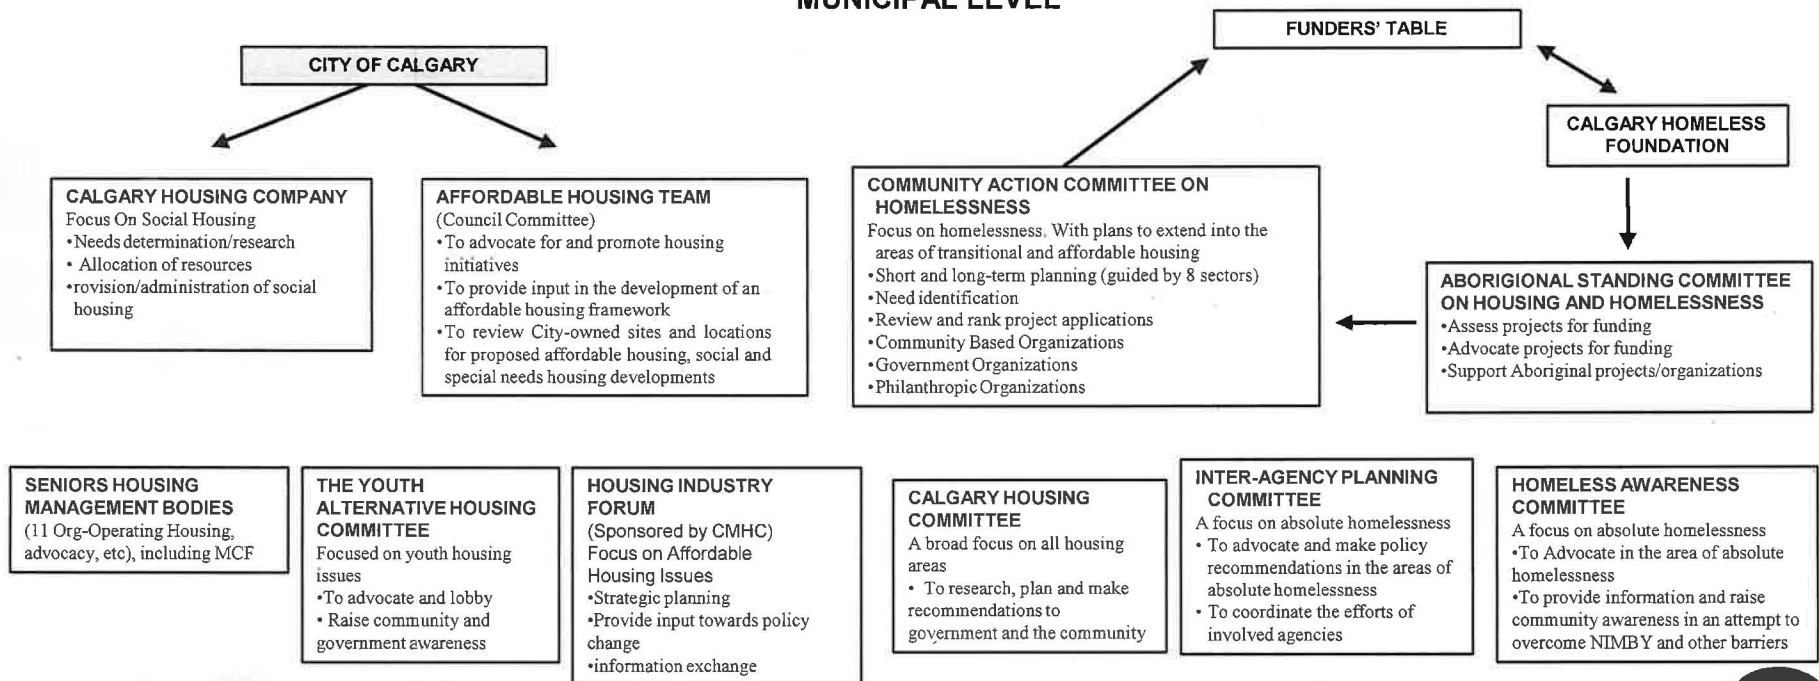 MUNICIPAL LEVEL
FUNDERS' TABLE
CITY OF CALGARY
CALGARY HOMELESS
FOUNDATION
CALGARY HOUSING COMPANY
Focus On Social Housing
•Needs determination/research
• Allocation of resources
•rovision/administration of social
housing
AFFORDABLE HOUSING TEAM
(Council Committee)
•To advocate for and promote housing
initiatives
•To provide input in the development of an
affordable housing framework
•To review City-owned sites and locations
for proposed affordable housing, social and
special needs housing developments
COMMUNITY ACTION COMMITTEE ON
HOMELESSNESS
Focus on homelessness. With plans to extend into the
areas of transitional and affordable housing
•Short and long-term planning (guided by 8 sectors)
•Need identification
•Review and rank project applications
•Community Based Organizations
•Government Organizations
•Philanthropic Organizations
ABORIGIONAL STANDING COMMITTEE
ON HOUSING AND HOMELESSNESS
•Assess projects for funding
•Advocate projects for funding
•Support Aboriginal projects/organizations
SENIORS HOUSING
MANAGEMENT BODIES
(11 Org-Operating Housing,
advocacy, etc), including MCF
THE YOUTH
ALTERNATIVE HOUSING
COMMITTEE
Focused on youth housing
issues
•To advocate and lobby
• Raise community and
government awareness
HOUSING INDUSTRY
FORUM
(Sponsored by CMHC)
Focus on Affordable
Housing Issues
•Strategic planning
•Provide input towards policy
change
•information exchange
CALGARY HOUSING
COMMITTEE
A broad focus on all housing
areas
• To research, plan and make
recommendations to
government and the community
INTER-AGENCY PLANNING
COMMITTEE
A focus on absolute homelessness
• To advocate and make policy
recommendations in the areas of
absolute homelessness
• To coordinate the efforts of
involved agencies
HOMELESS AWARENESS
COMMITTEE
A focus on absolute homelessness
•To Advocate in the area of absolute
homelessness
•To provide information and raise
community awareness in an attempt to
overcome NIMBY and other barriers